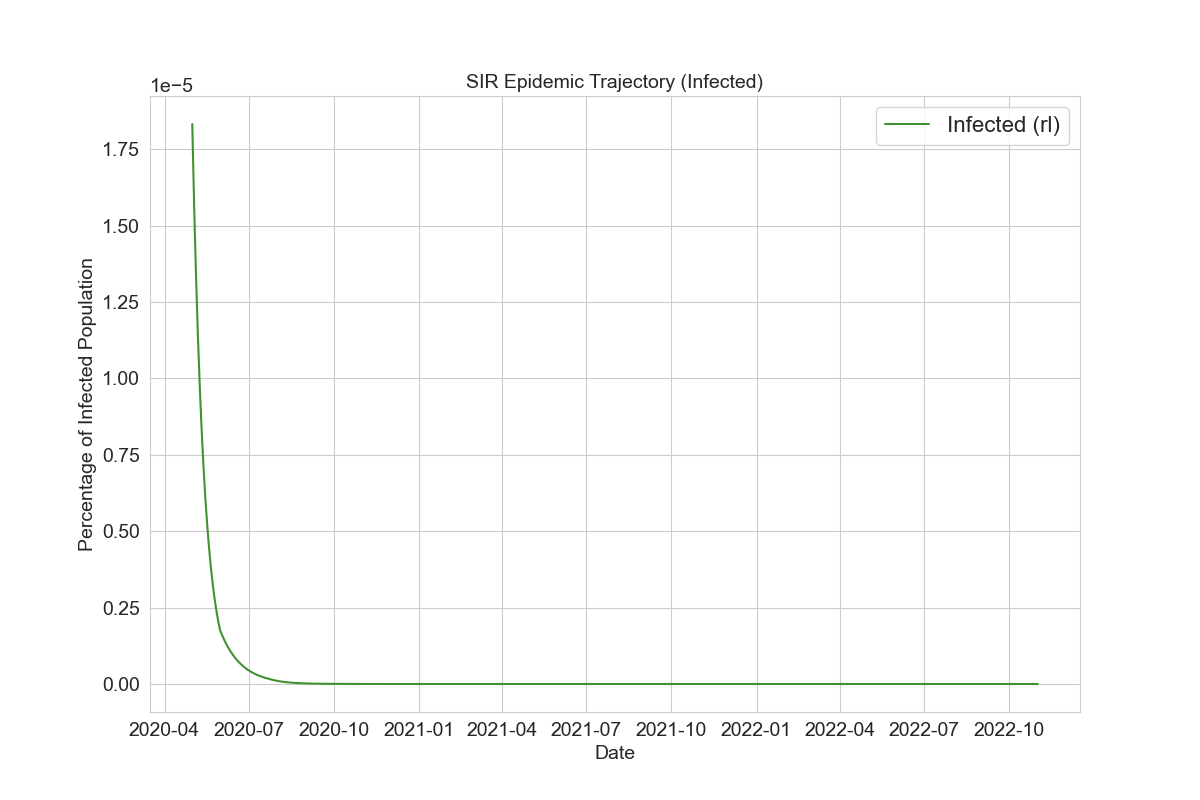 SIR Epidemic Trajectory (Infected)
1e−5
Infected (rl)
1.75
1.50
1.25
1.00
0.75
0.50
0.25
0.00
Percentage of Infected Population
2020-04 2020-07 2020-10 2021-01 2021-04 2021-07 2021-10 2022-01 2022-04 2022-07 2022-10
Date